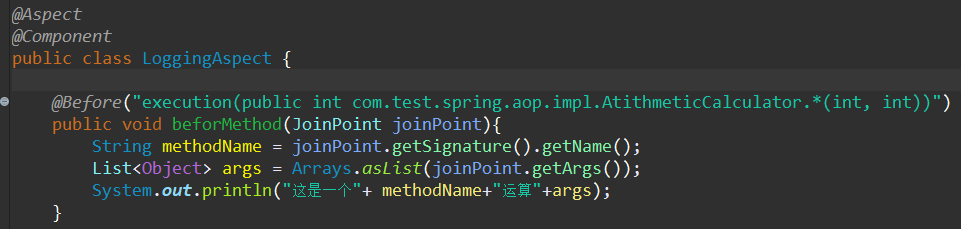 @Aspect
@Component
public class LoggingAspect {
@Before("execution(public int com.test.spring.aop.impl.AtithmeticCalculator.*(int, int))")
public void beforMethod(JoinPoint joinPoint){
String methodName = joinPoint.getSignature().getName();
List<Object> args = Arrays.asList(joinPoint.getArgs());
System.out.println("这是一个"+ methodName+"运算"+args);
}